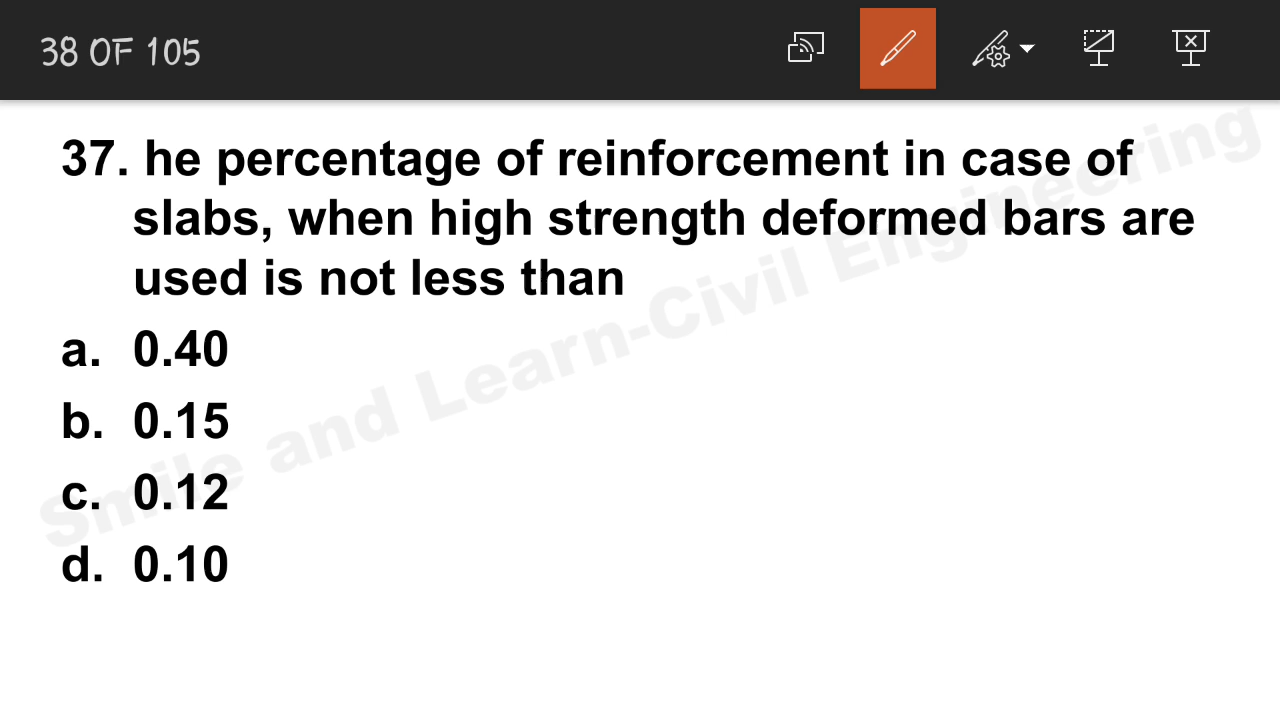 38 OF 105
37. he percentage of reinforcement in case of
slabs, when high strength deformed bars are
used is not less than
a. 0.40
b. 0.15
c. 0.12
d. 0.10
Smile and Learn-Civil Engineering